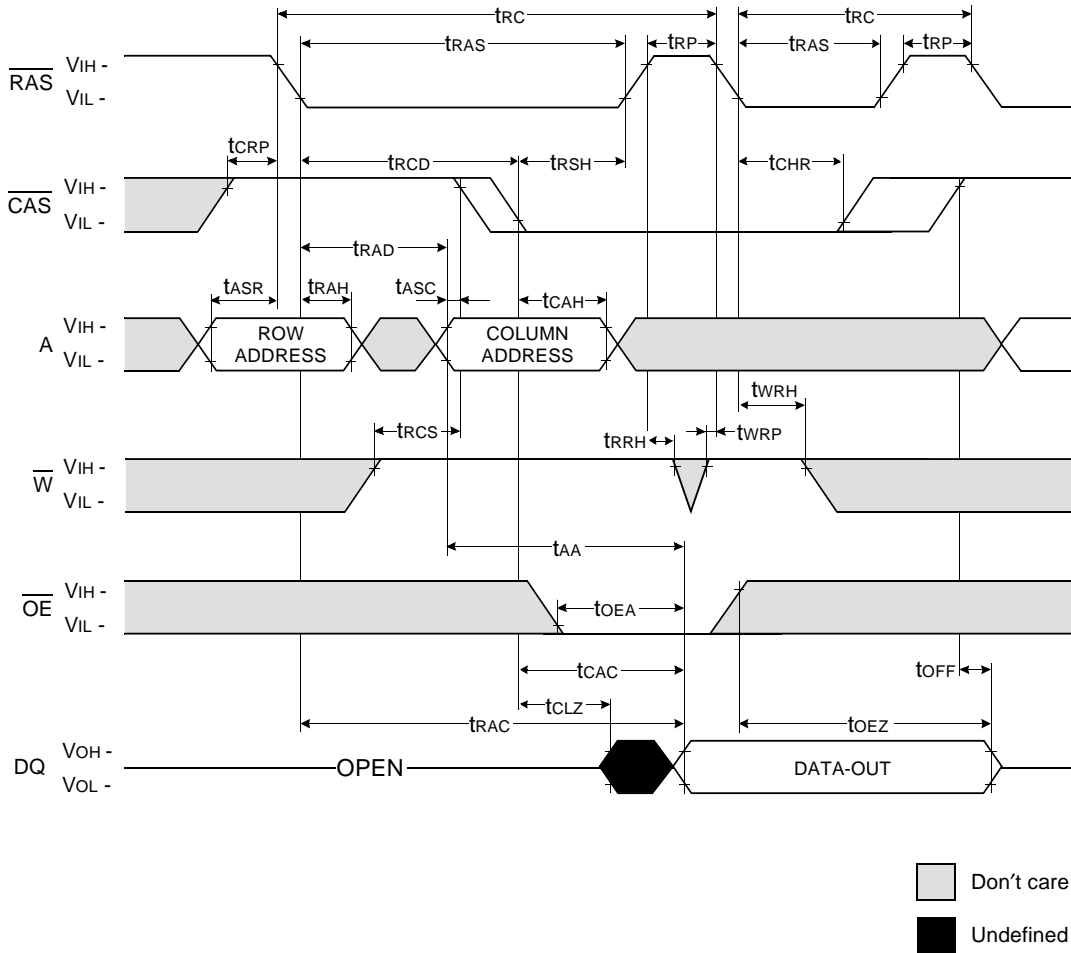 tRC tRC
tRAS tRP tRAS tRP
RAS VIH -
VIL -
tCRP tRCD tRSH tCHR
CAS VIH -
VIL -
tRAD
tASR tRAH tASC tCAH
A VIH -
VIL -
ROW
ADDRESS
COLUMN
ADDRESS
tWRH
tRCS tRRH tWRP
W VIH -
VIL -
tAA
OE VIH -
VIL -
tOEA
tCAC tOFF
tCLZ
tRAC tOEZ
DQ VOH -
VOL -
OPEN DATA-OUT
Don′t care
Undefined